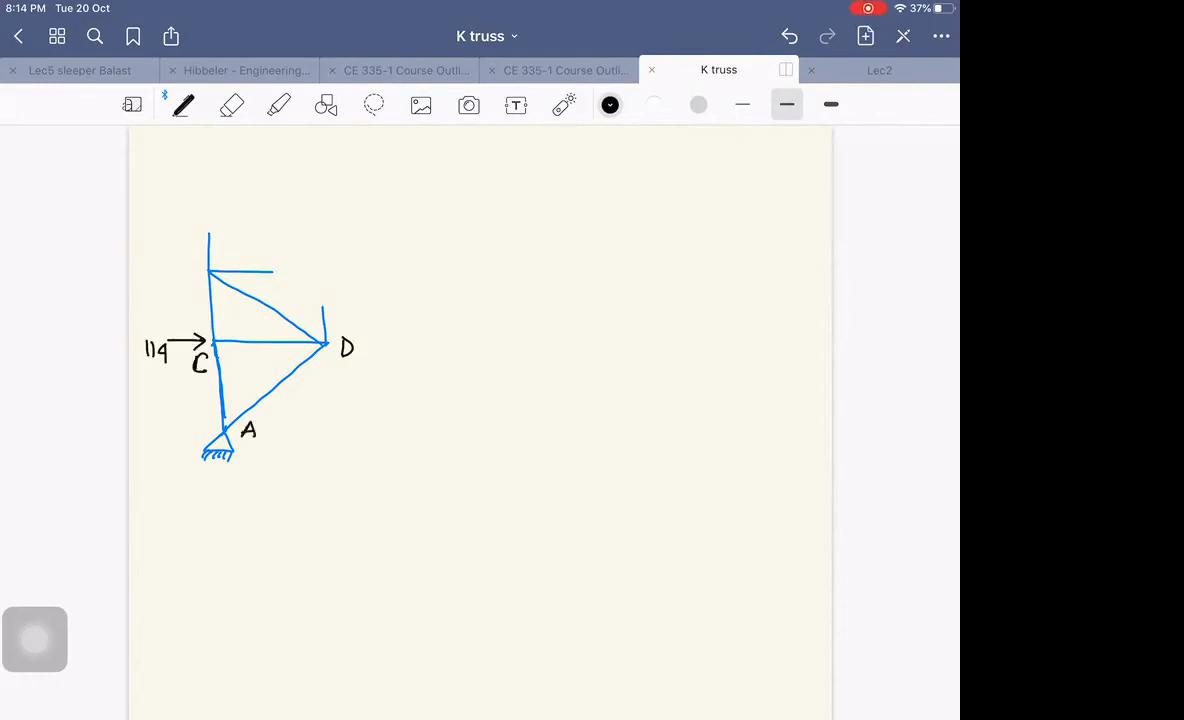 8:14 PM Tue 20 Oct
37%
K truss
Lec5 sleeper Balast
Hibbeler - Engineering...
CE 335-1 Course Outli...
CE 335-1 Course Outli...
K truss
Lec2
T
114
C
D
A